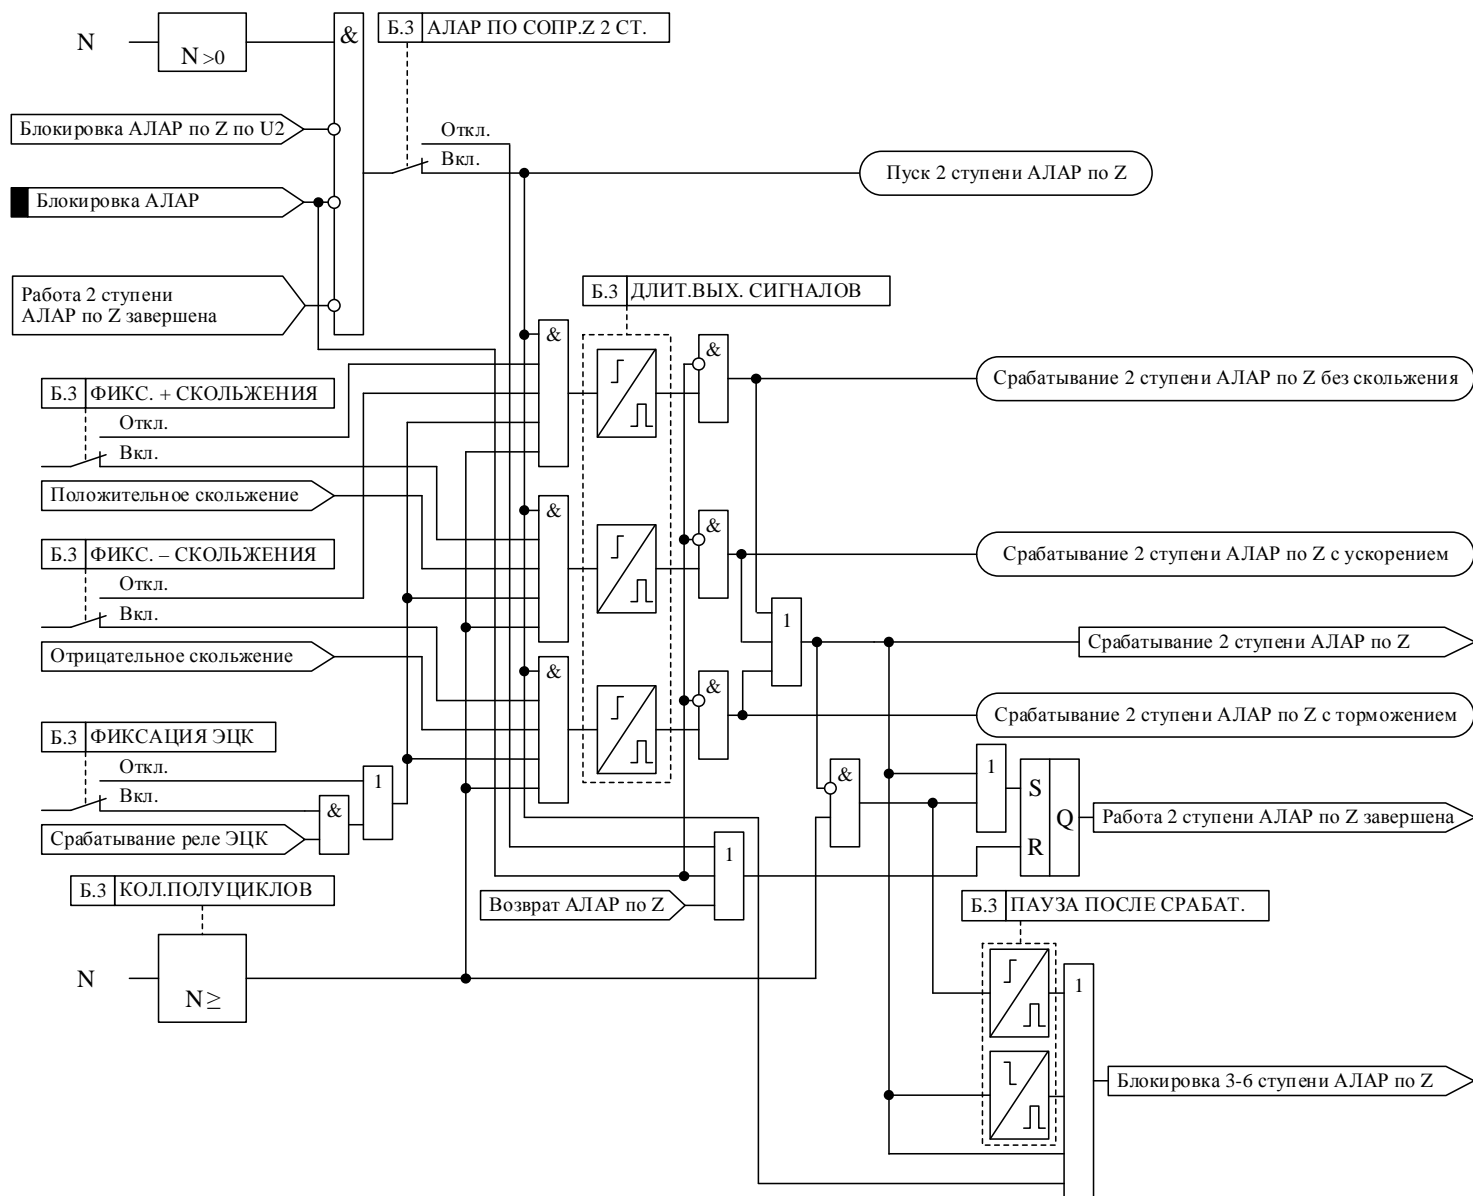 Б.3 АЛАР ПО СОПР.Z 2 СТ.
N
N >0
&
Откл.
Блокировка АЛАР по Z по U2
Вкл.
Пуск 2 ступени АЛАР по Z
Блокировка АЛАР
Б.3 ДЛИТ.ВЫХ. СИГНАЛОВ
Работа 2 ступени
АЛАР по Z завершена
&
&
Срабатывание 2 ступени АЛАР по Z без скольжения
Б.3 ФИКС. + СКОЛЬЖЕНИЯ
Откл.
Вкл.
Положительное скольжение
&
&
Б.3 ФИКС. – СКОЛЬЖЕНИЯ
Срабатывание 2 ступени АЛАР по Z с ускорением
Откл.
Вкл.
1
Срабатывание 2 ступени АЛАР по Z
Отрицательное скольжение
&
&
Срабатывание 2 ступени АЛАР по Z с торможением
Б.3 ФИКСАЦИЯ ЭЦК
Откл.
1
&
1
S
Вкл.
&
Q
Работа 2 ступени АЛАР по Z завершена
Срабатывание реле ЭЦК
R
1
Б.3 КОЛ.ПОЛУЦИКЛОВ
Возврат АЛАР по Z
Б.3 ПАУЗА ПОСЛЕ СРАБАТ.
N
N ≥
1
Блокировка 3-6 ступени АЛАР по Z